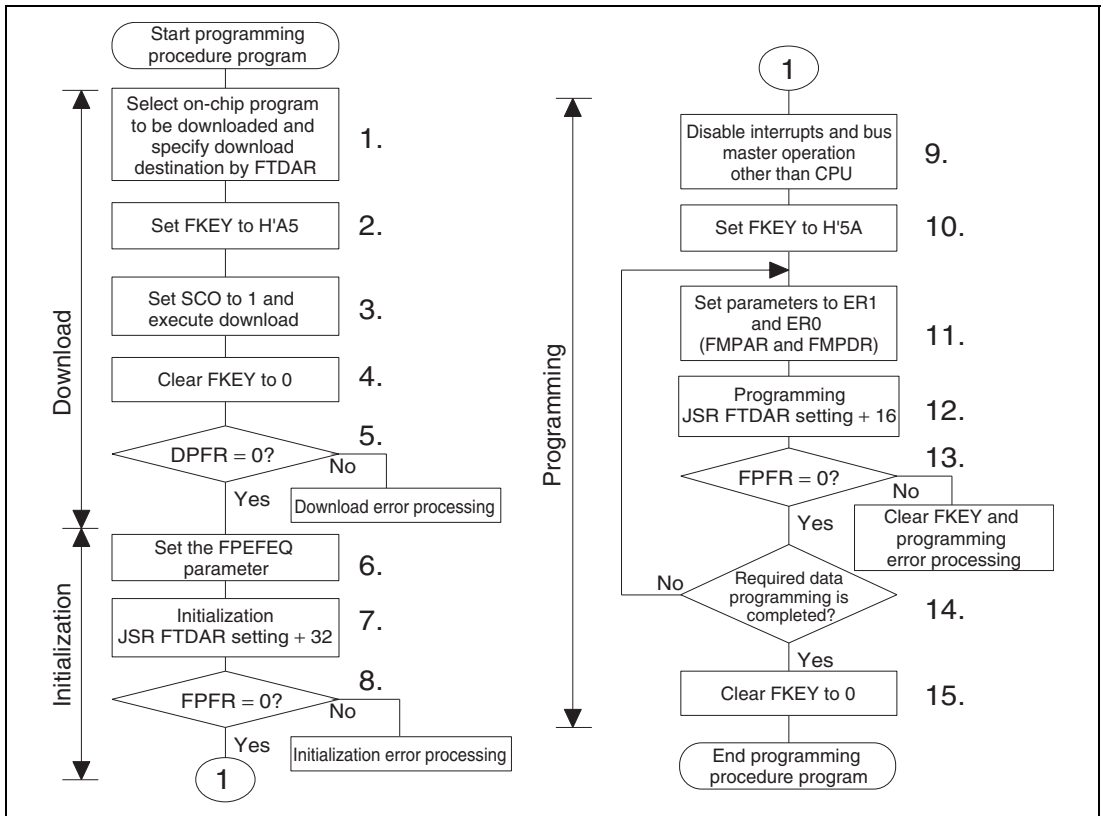 Start programming
procedure program
Download
Select on-chip program
to be downloaded and
specify download
destination by FTDAR
1.
Set FKEY to H'A5
2.
Set SCO to 1 and
execute download
3.
Clear FKEY to 0
4.
DPFR = 0?
5.
No
Yes
Download error processing
Initialization
Set the FPEFEQ
parameter
6.
Initialization
JSR FTDAR setting + 32
7.
FPFR = 0?
8.
No
Yes
Initialization error processing
1
1
Programming
Disable interrupts and bus
master operation
other than CPU
9.
Set FKEY to H'5A
10.
Set parameters to ER1
and ER0
(FMPAR and FMPDR)
11.
Programming
JSR FTDAR setting + 16
12.
FPFR = 0?
13.
No
Yes
Clear FKEY and
programming
error processing
No
Required data
programming is
completed?
14.
Yes
Clear FKEY to 0
15.
End programming
procedure program